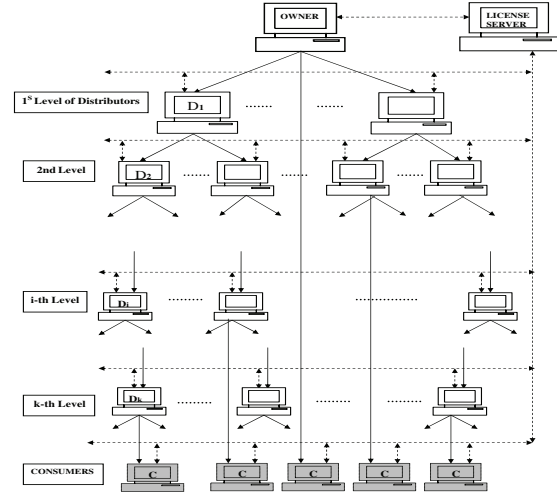 OWNER
LICENSE
SERVER
1S Level of Distributors
D1
2nd Level
D2
i-th Level
Di
k-th Level
Dk
CONSUMERS
C C C C C